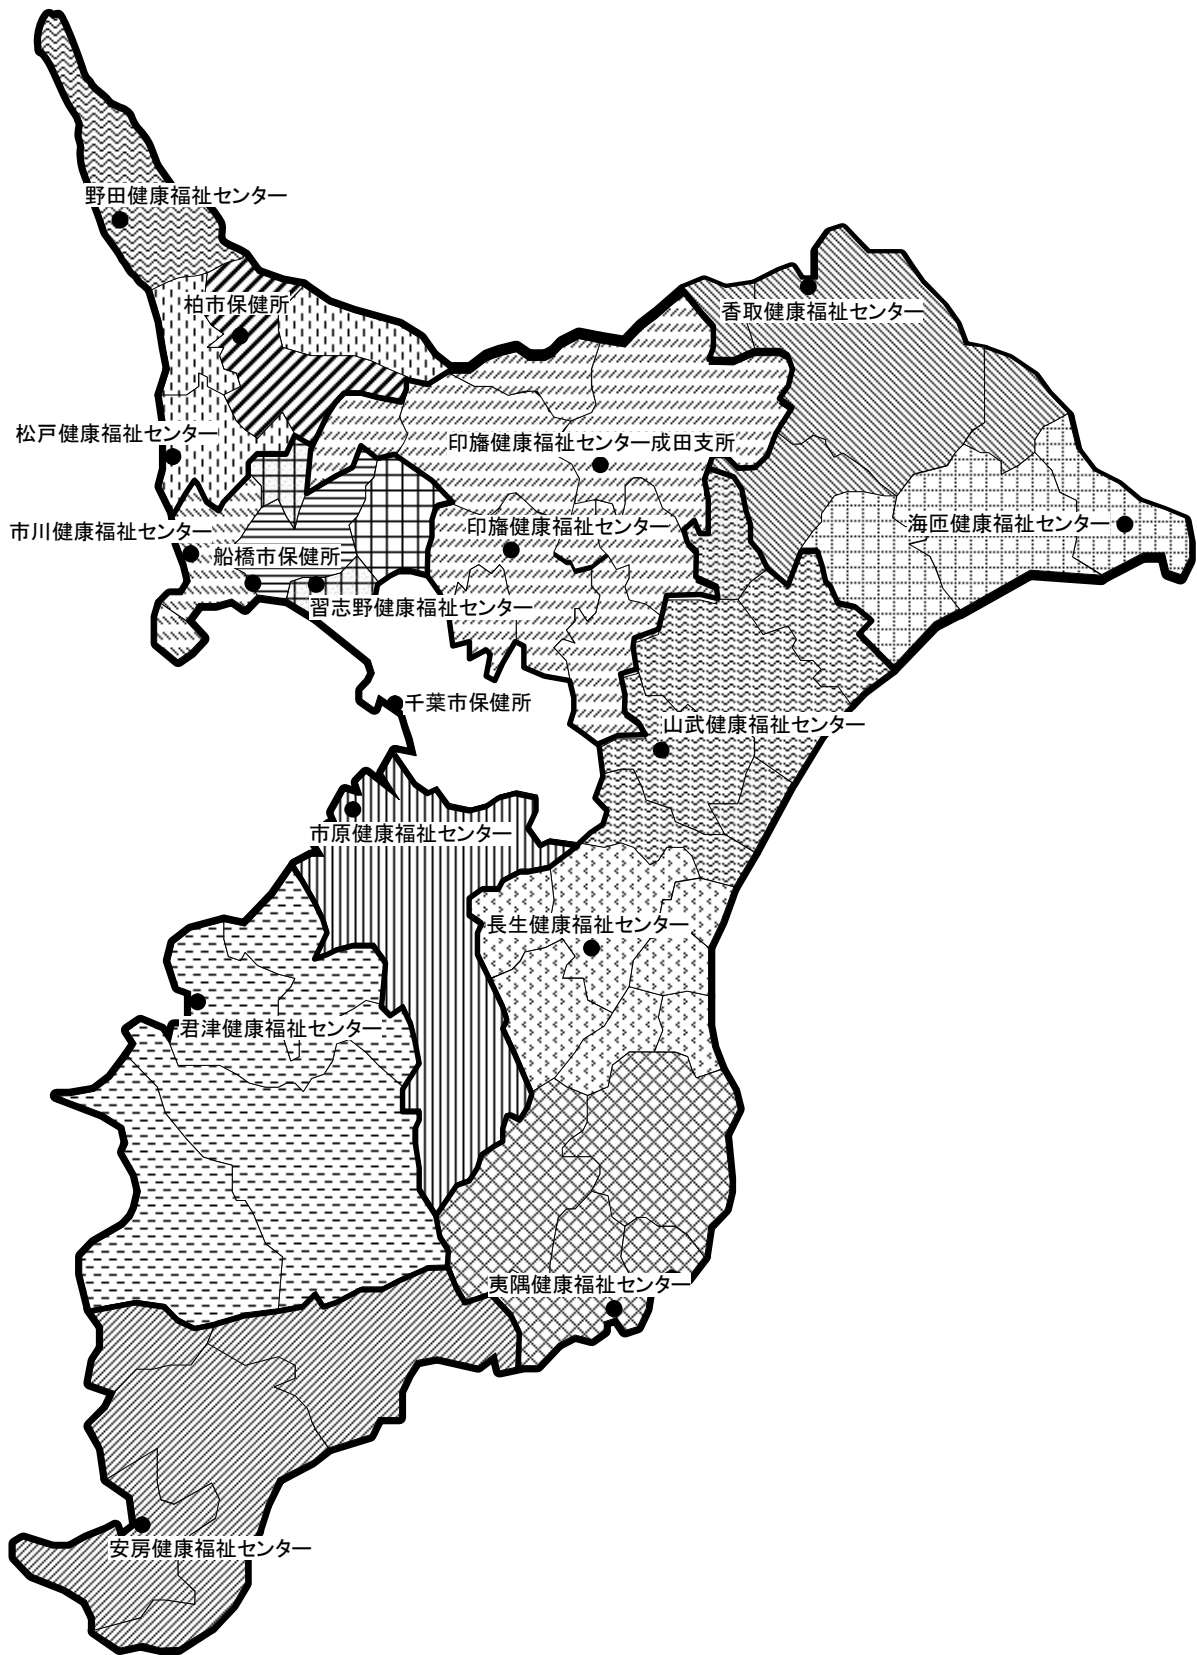 野田健康福祉センター
柏市保健所
香取健康福祉センター
松戸健康福祉センター
印旛健康福祉センター成田支所
市川健康福祉センター
印旛健康福祉センター
海匝健康福祉センター
船橋市保健所
習志野健康福祉センター
千葉市保健所
山武健康福祉センター
市原健康福祉センター
長生健康福祉センター
君津健康福祉センター
夷隅健康福祉センター
安房健康福祉センター